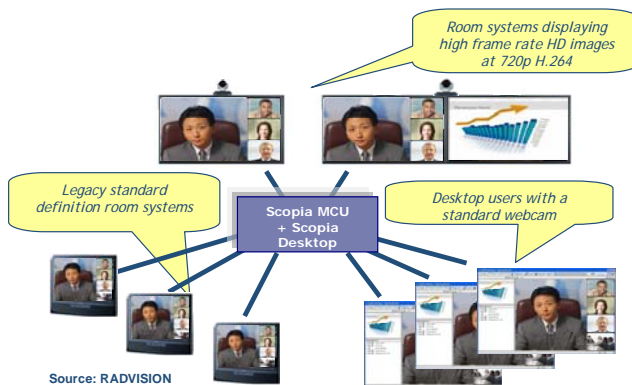 Room systems displaying
high frame rate HD images
at 720p H.264
Legacy standard
definition room systems
Scopia MCU
+ Scopia
Desktop
Desktop users with a
standard webcam
Source: RADVISION